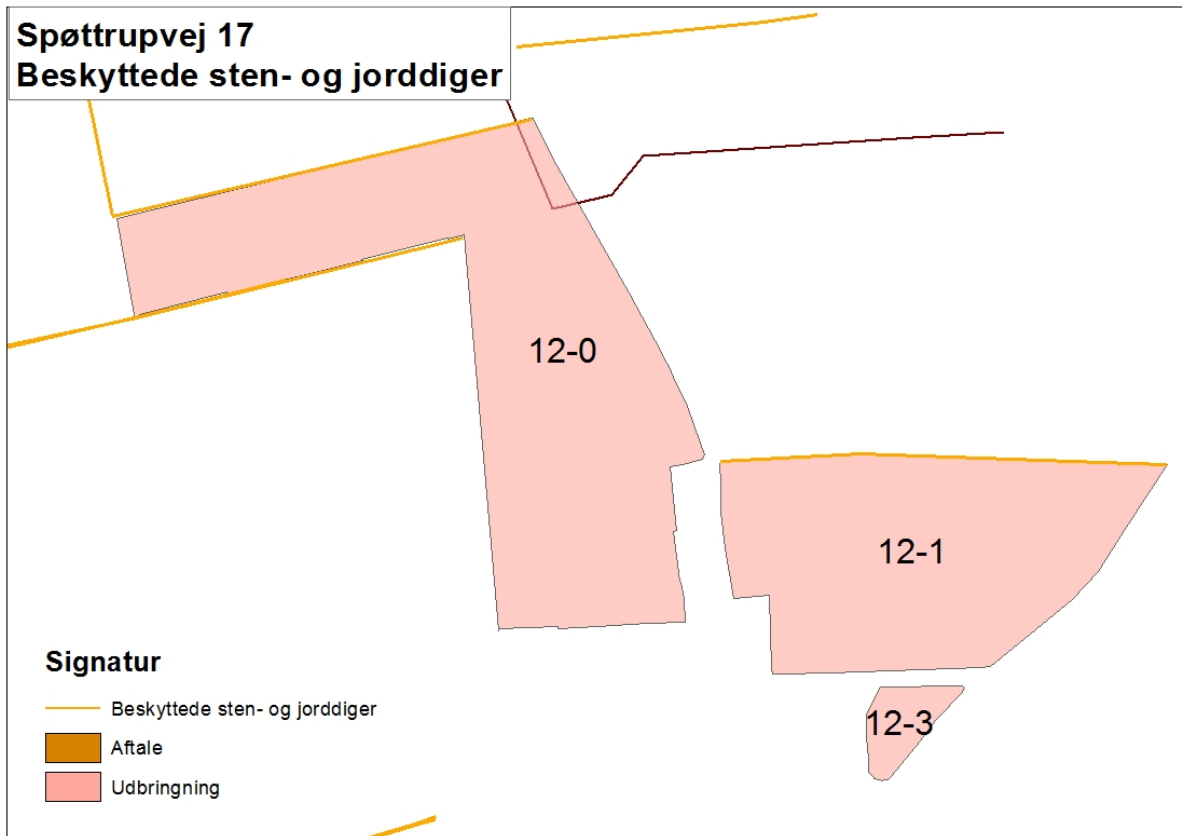 Spøttrupvej 17
Beskyttede sten- og jorddiger
12-0
12-1
12-3
Signatur
Beskyttede sten- og jorddiger
Aftale
Udbringning